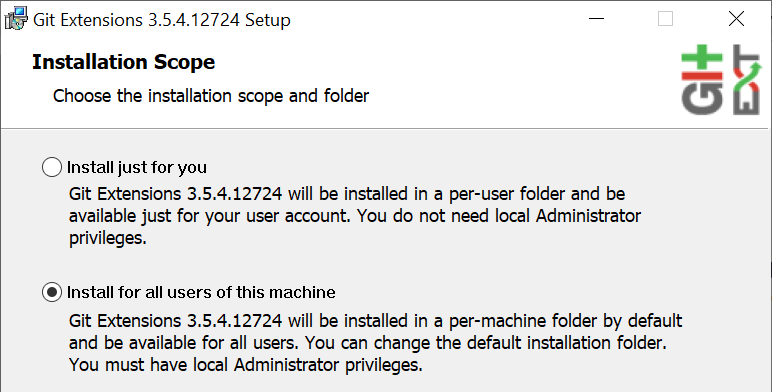 Git Extensions 3.5.4.12724 Setup
Installation Scope
Choose the installation scope and folder
Git
EXT
Install just for you
Git Extensions 3.5.4.12724 will be installed in a per-user folder and be
available just for your user account. You do not need local Administrator
privileges.
Install for all users of this machine
Git Extensions 3.5.4.12724 will be installed in a per-machine folder by default
and be available for all users. You can change the default installation folder.
You must have local Administrator privileges.